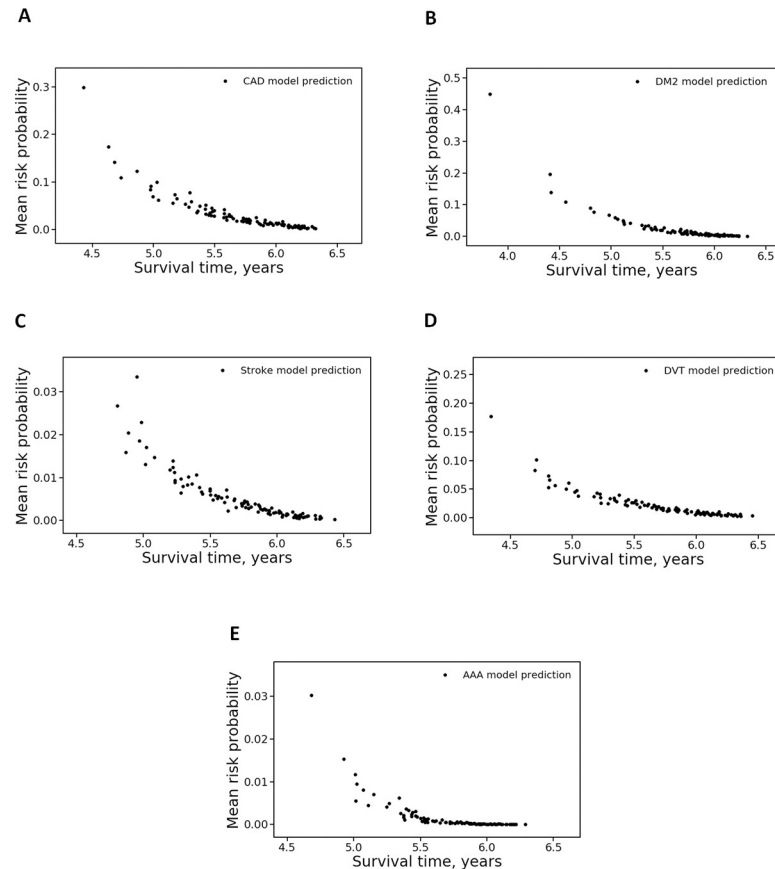 A
B
CAD model prediction
0.3
0.2
0.1
0.0
Mean risk probability
4.5 5.0 5.5 6.0 6.5
Survival time, years
DM2 model prediction
0.5
0.4
0.3
0.2
0.1
0.0
Mean risk probability
4.0 4.5 5.0 5.5 6.0 6.5
Survival time, years
C
D
Stroke model prediction
0.03
0.02
0.01
0.00
Mean risk probability
4.5 5.0 5.5 6.0 6.5
Survival time, years
DVT model prediction
0.25
0.20
0.15
0.10
0.05
0.00
Mean risk probability
4.5 5.0 5.5 6.0 6.5
Survival time, years
E
AAA model prediction
0.03
0.02
0.01
0.00
Mean risk probability
4.5 5.0 5.5 6.0 6.5
Survival time, years